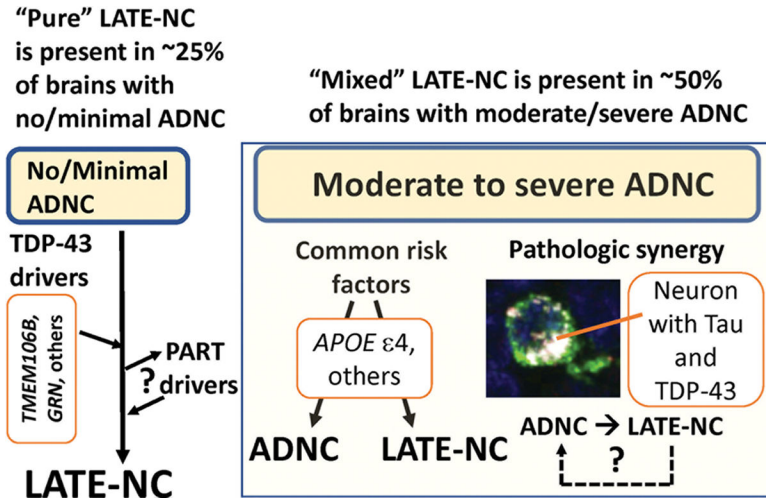 “Pure” LATE-NC
is present in ~25%
of brains with
no/minimal ADNC
No/Minimal
ADNC
TDP-43
drivers
TMEM106B,
GRN, others
PART
? drivers
LATE-NC
“Mixed” LATE-NC is present in ~50%
of brains with moderate/severe ADNC
Moderate to severe ADNC
Common risk
factors
APOE ε4,
others
ADNC LATE-NC
Pathologic synergy
Neuron
with Tau
and
TDP-43
ADNC → LATE-NC
?